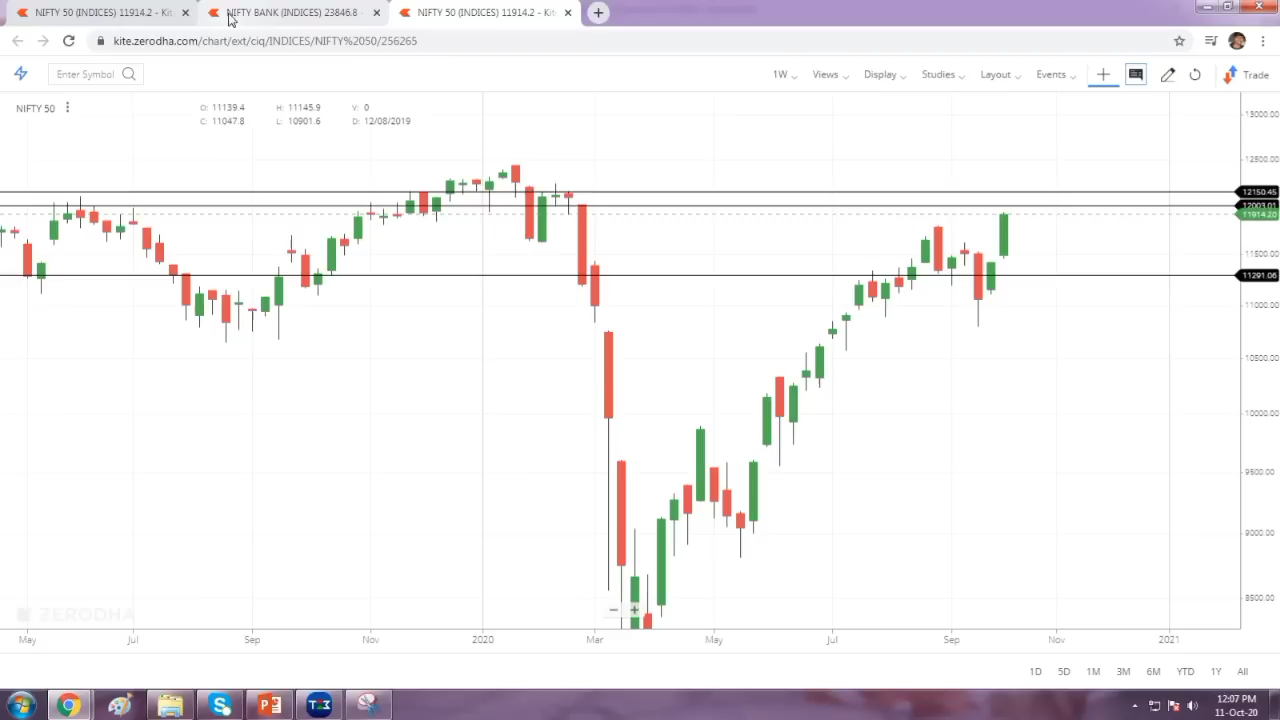 NIFTY 50 (INDICES) 11914.2 - Kit
NIFTY BANK (INDICES) 23846.8 -
NIFTY 50 (INDICES) 11914.2 - Kit
kite.zerodha.com/chart/ext/ciq/INDICES/NIFTY%2050/256265
Enter Symbol
1W
Views
Display
Studies
Layout
Events
Trade
NIFTY 50
O: 11139.4 H: 11145.9 V: 0
C: 11047.8 L: 10901.6 D: 12/08/2019
13000.00
12500.00
12150.45
12003.01
11914.20
11500.00
11291.06
11000.00
10500.00
10000.00
9500.00
9000.00
8500.00
ZERODHA
May Jul Sep Nov 2020 Mar May Jul Sep Nov 2021
1D 5D 1M 3M 6M YTD 1Y All
12:07 PM
11-Oct-20